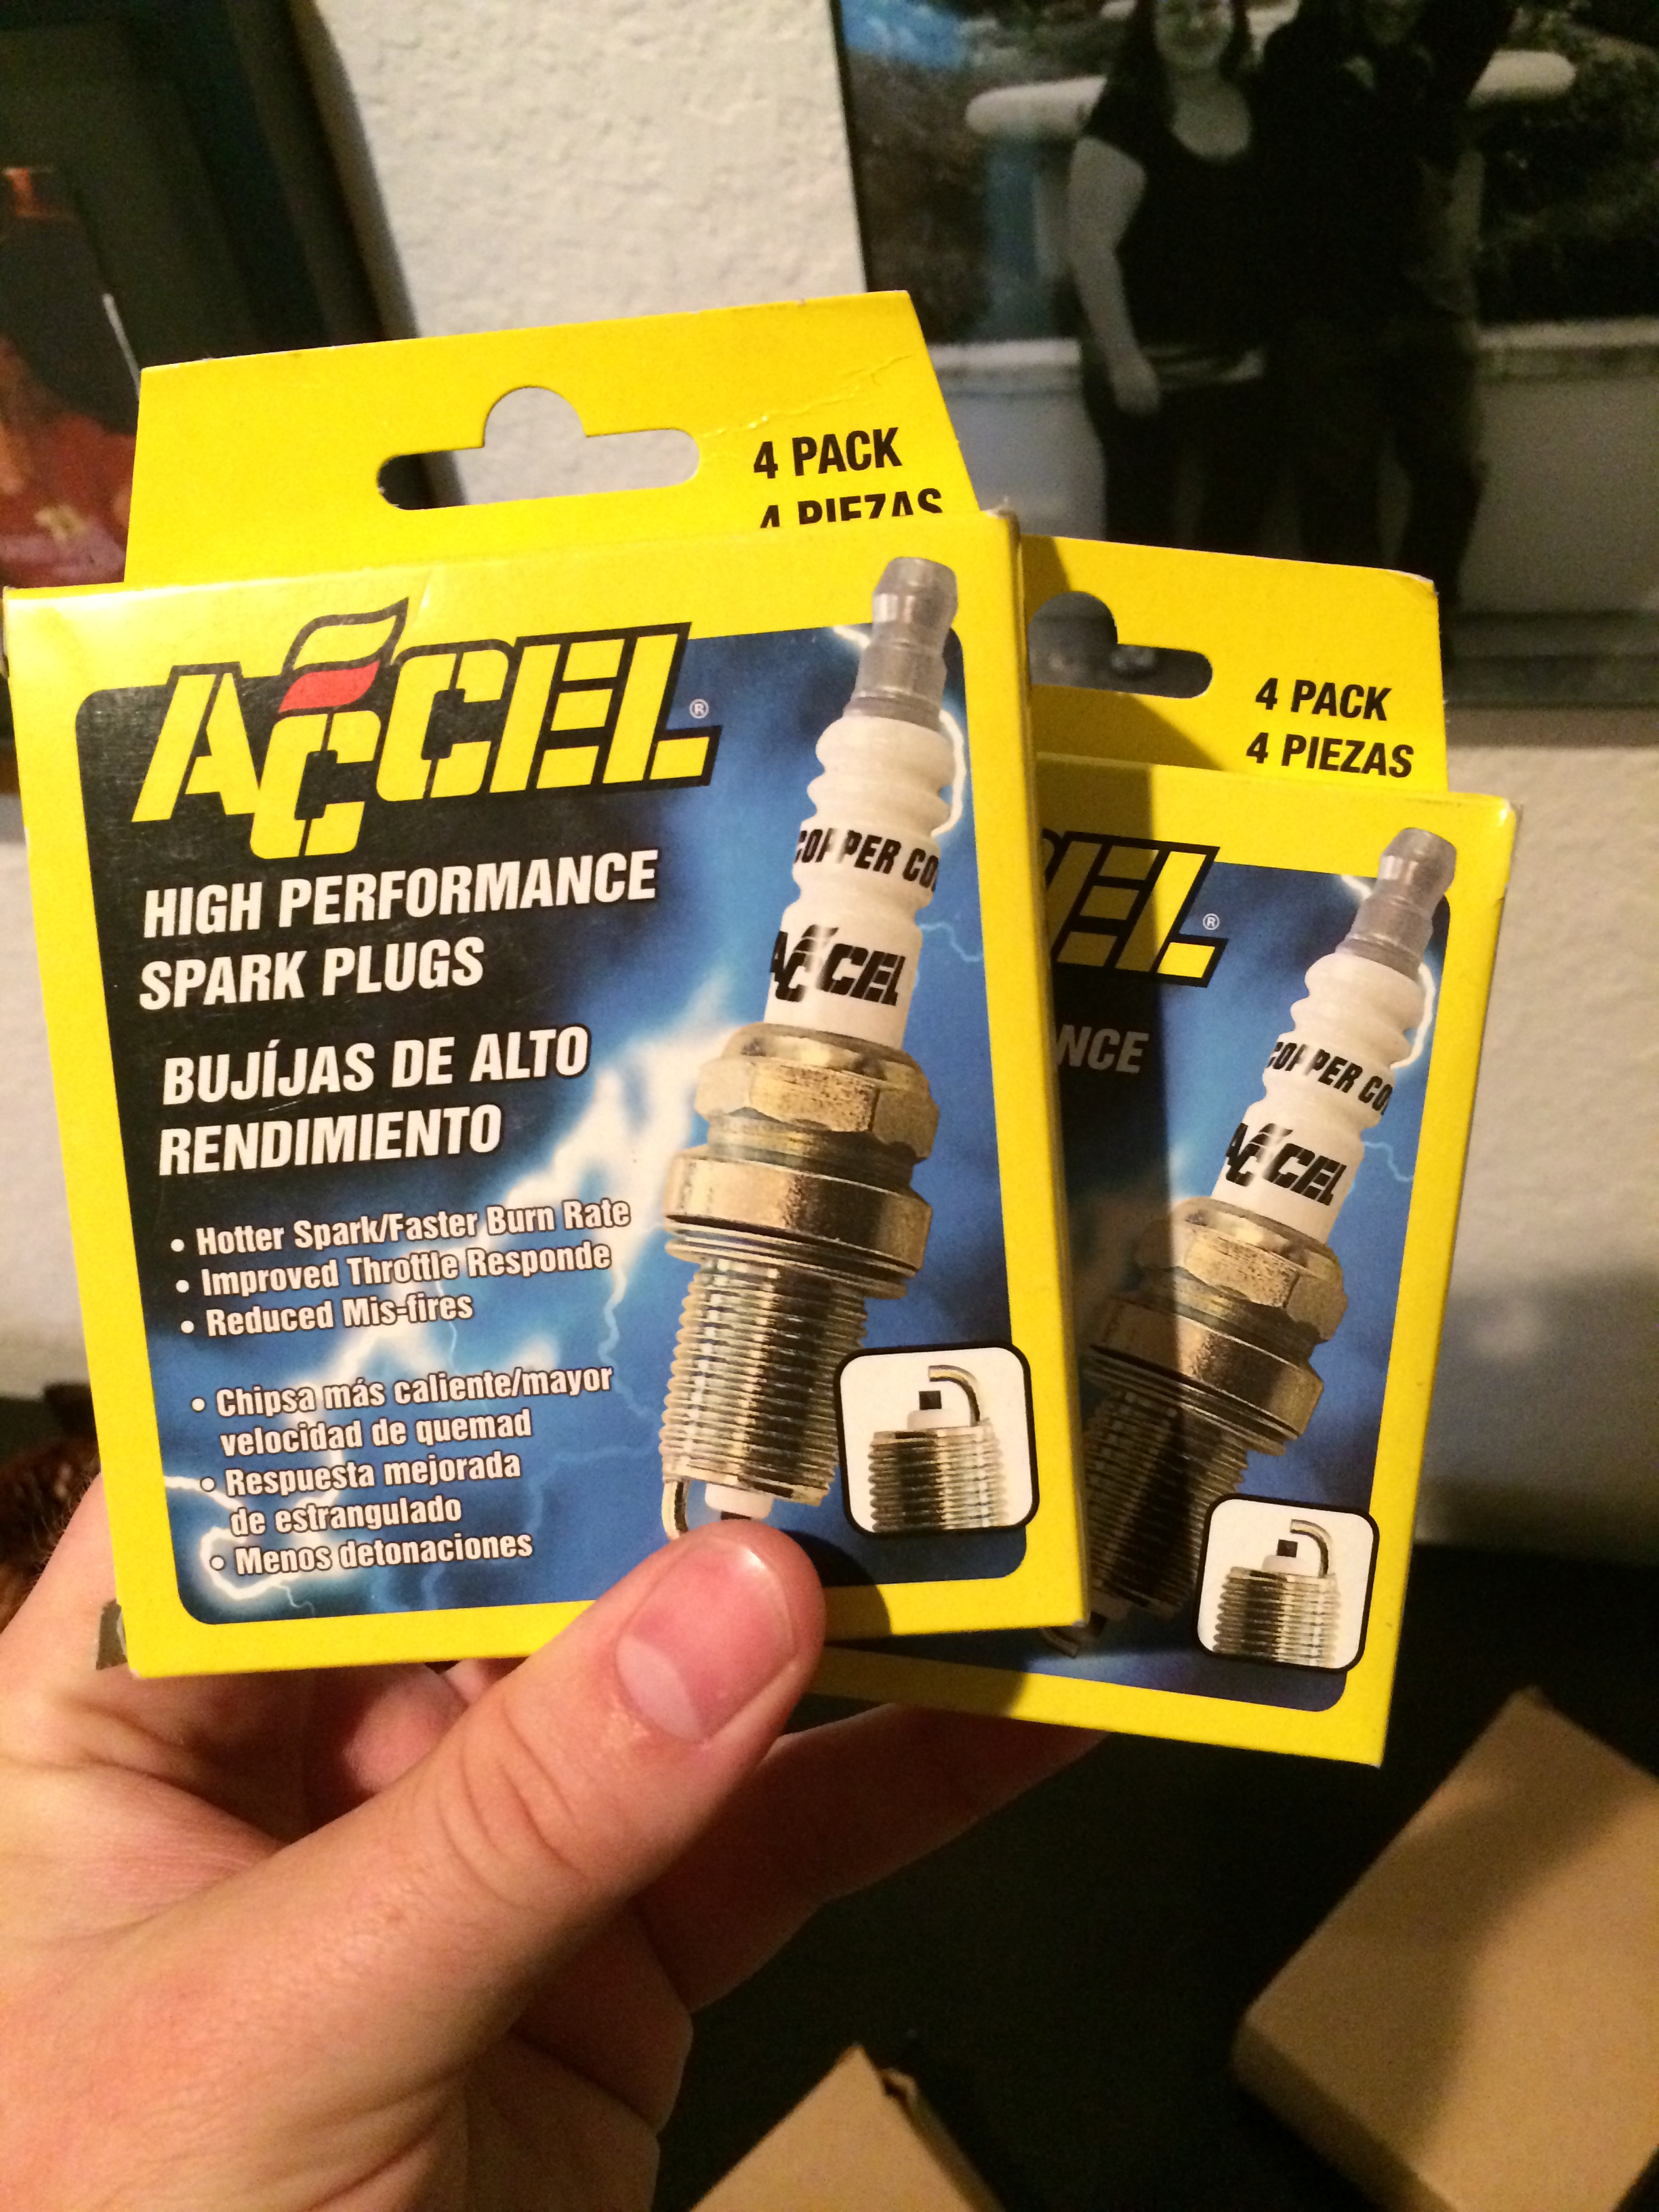 4 PACK
4 PIEZAS
ACCEL®
HIGH PERFORMANCE
SPARK PLUGS
BUJÍJAS DE ALTO
RENDIMIENTO
• Hotter Spark/Faster Burn Rate
• Improved Throttle Responde
• Reduced Mis-fires
• Chipsa más caliente/mayor
velocidad de quemad
• Respuesta mejorada
de estrangulado
• Menos detonaciones
COPPER CO
ACCEL
4 PACK
4 PIEZAS
EL®
NCE
COPPER CO
ACCEL